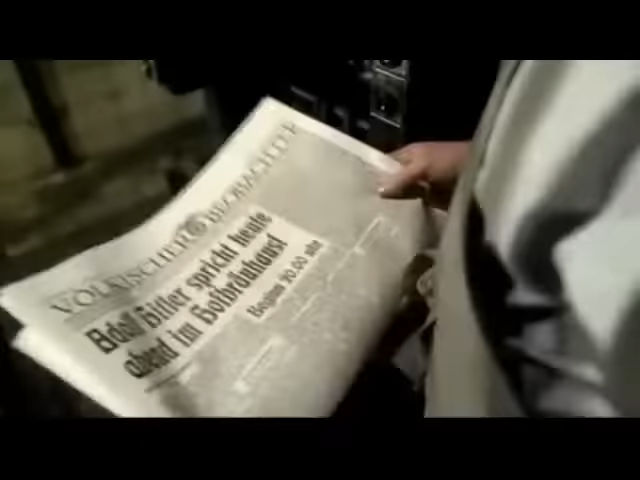 VÖLKISCHER BEOBACHTER
Adolf Hitler spricht heute
abend im Hofbräuhaus!
Beginn 20.00 uhr